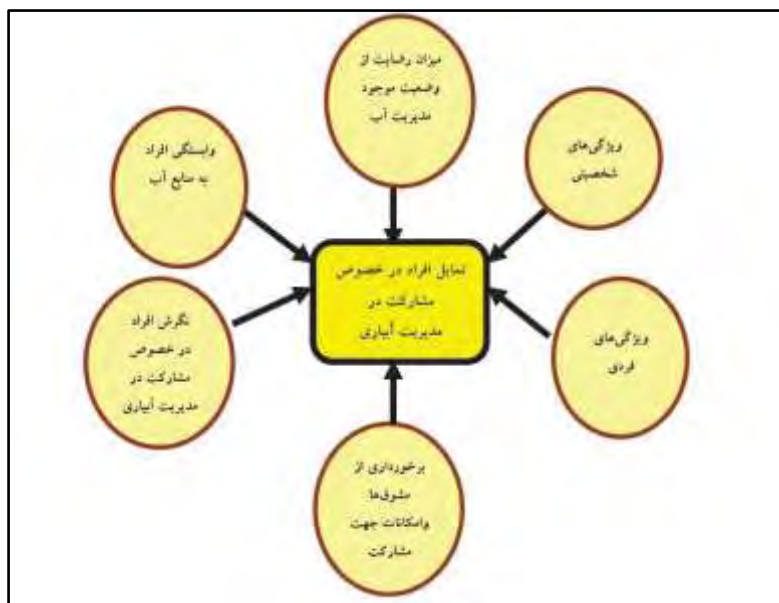 میزان رضایت از
وضعیت موجود
مدیریت آب
ویژگی‌های
شخصیتی
وابستگی افراد
به منابع آب
تمایل افراد در خصوص
مشارکت در
مدیریت آبیاری
ویژگی‌های
فردی
نگرش افراد
در خصوص
مشارکت در
مدیریت آبیاری
برخورداری از
مشوق‌ها
وامکانات جهت
مشارکت